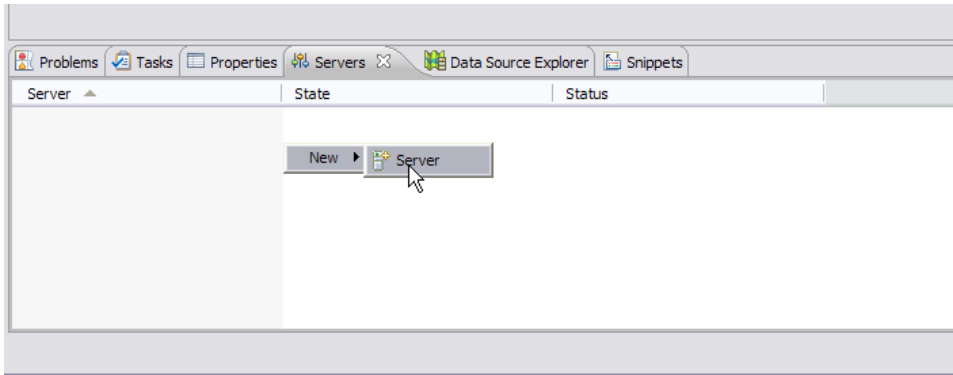 Problems Tasks Properties Servers Data Source Explorer Snippets
Server State Status
New Server